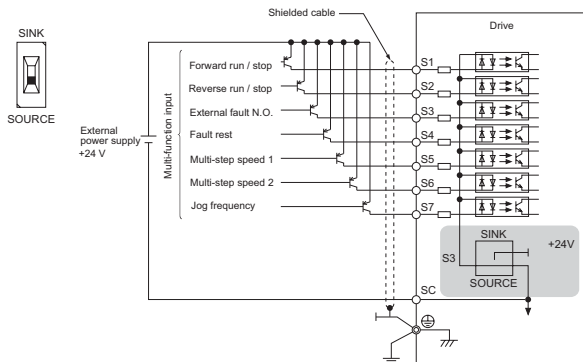 SINK
SOURCE
External
power supply
+24 V
Multi-function input
Shielded cable
Forward run / stop
Reverse run / stop
External fault N.O.
Fault rest
Multi-step speed 1
Multi-step speed 2
Jog frequency
Drive
S1
S2
S3
S4
S5
S6
S7
SINK
+24V
S3
SOURCE
SC